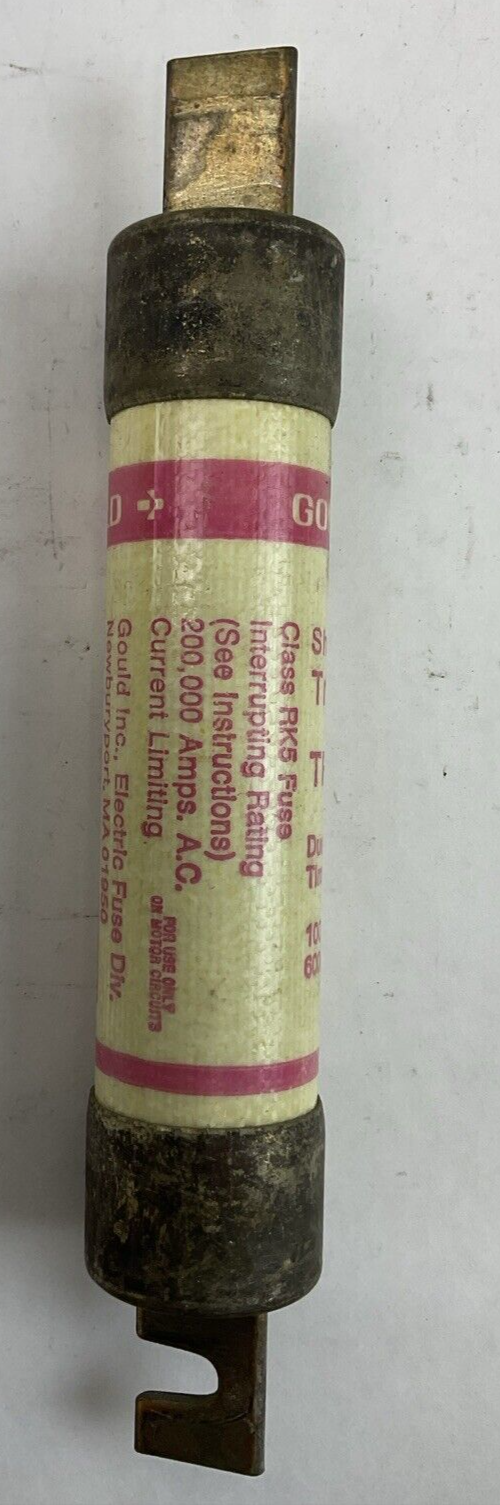 Class RK5 Fuse
Interrupting Rating
(See Instructions)
200,000 Amps. A.C.
Current Limiting
FOR USE ONLY
ON MOTOR CIRCUITS
Gould Inc., Electric Fuse Div.
Newburyport, MA 01950